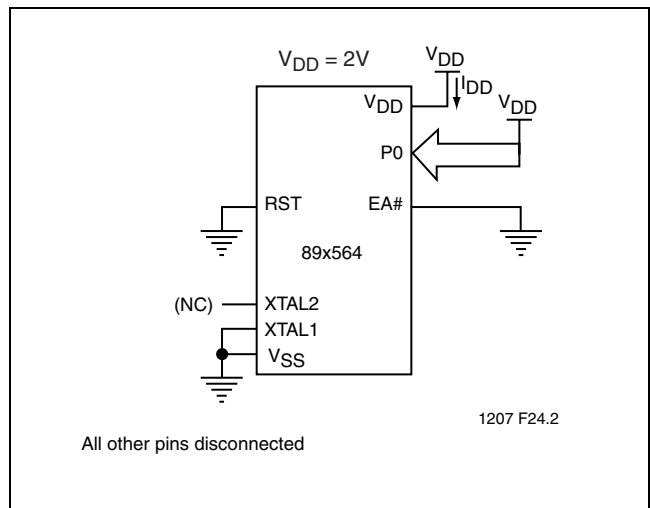 VDD = 2V
VDD
IDD
VDD
VDD
P0
RST
EA#
89x564
(NC)
XTAL2
XTAL1
VSS
1207 F24.2
All other pins disconnected